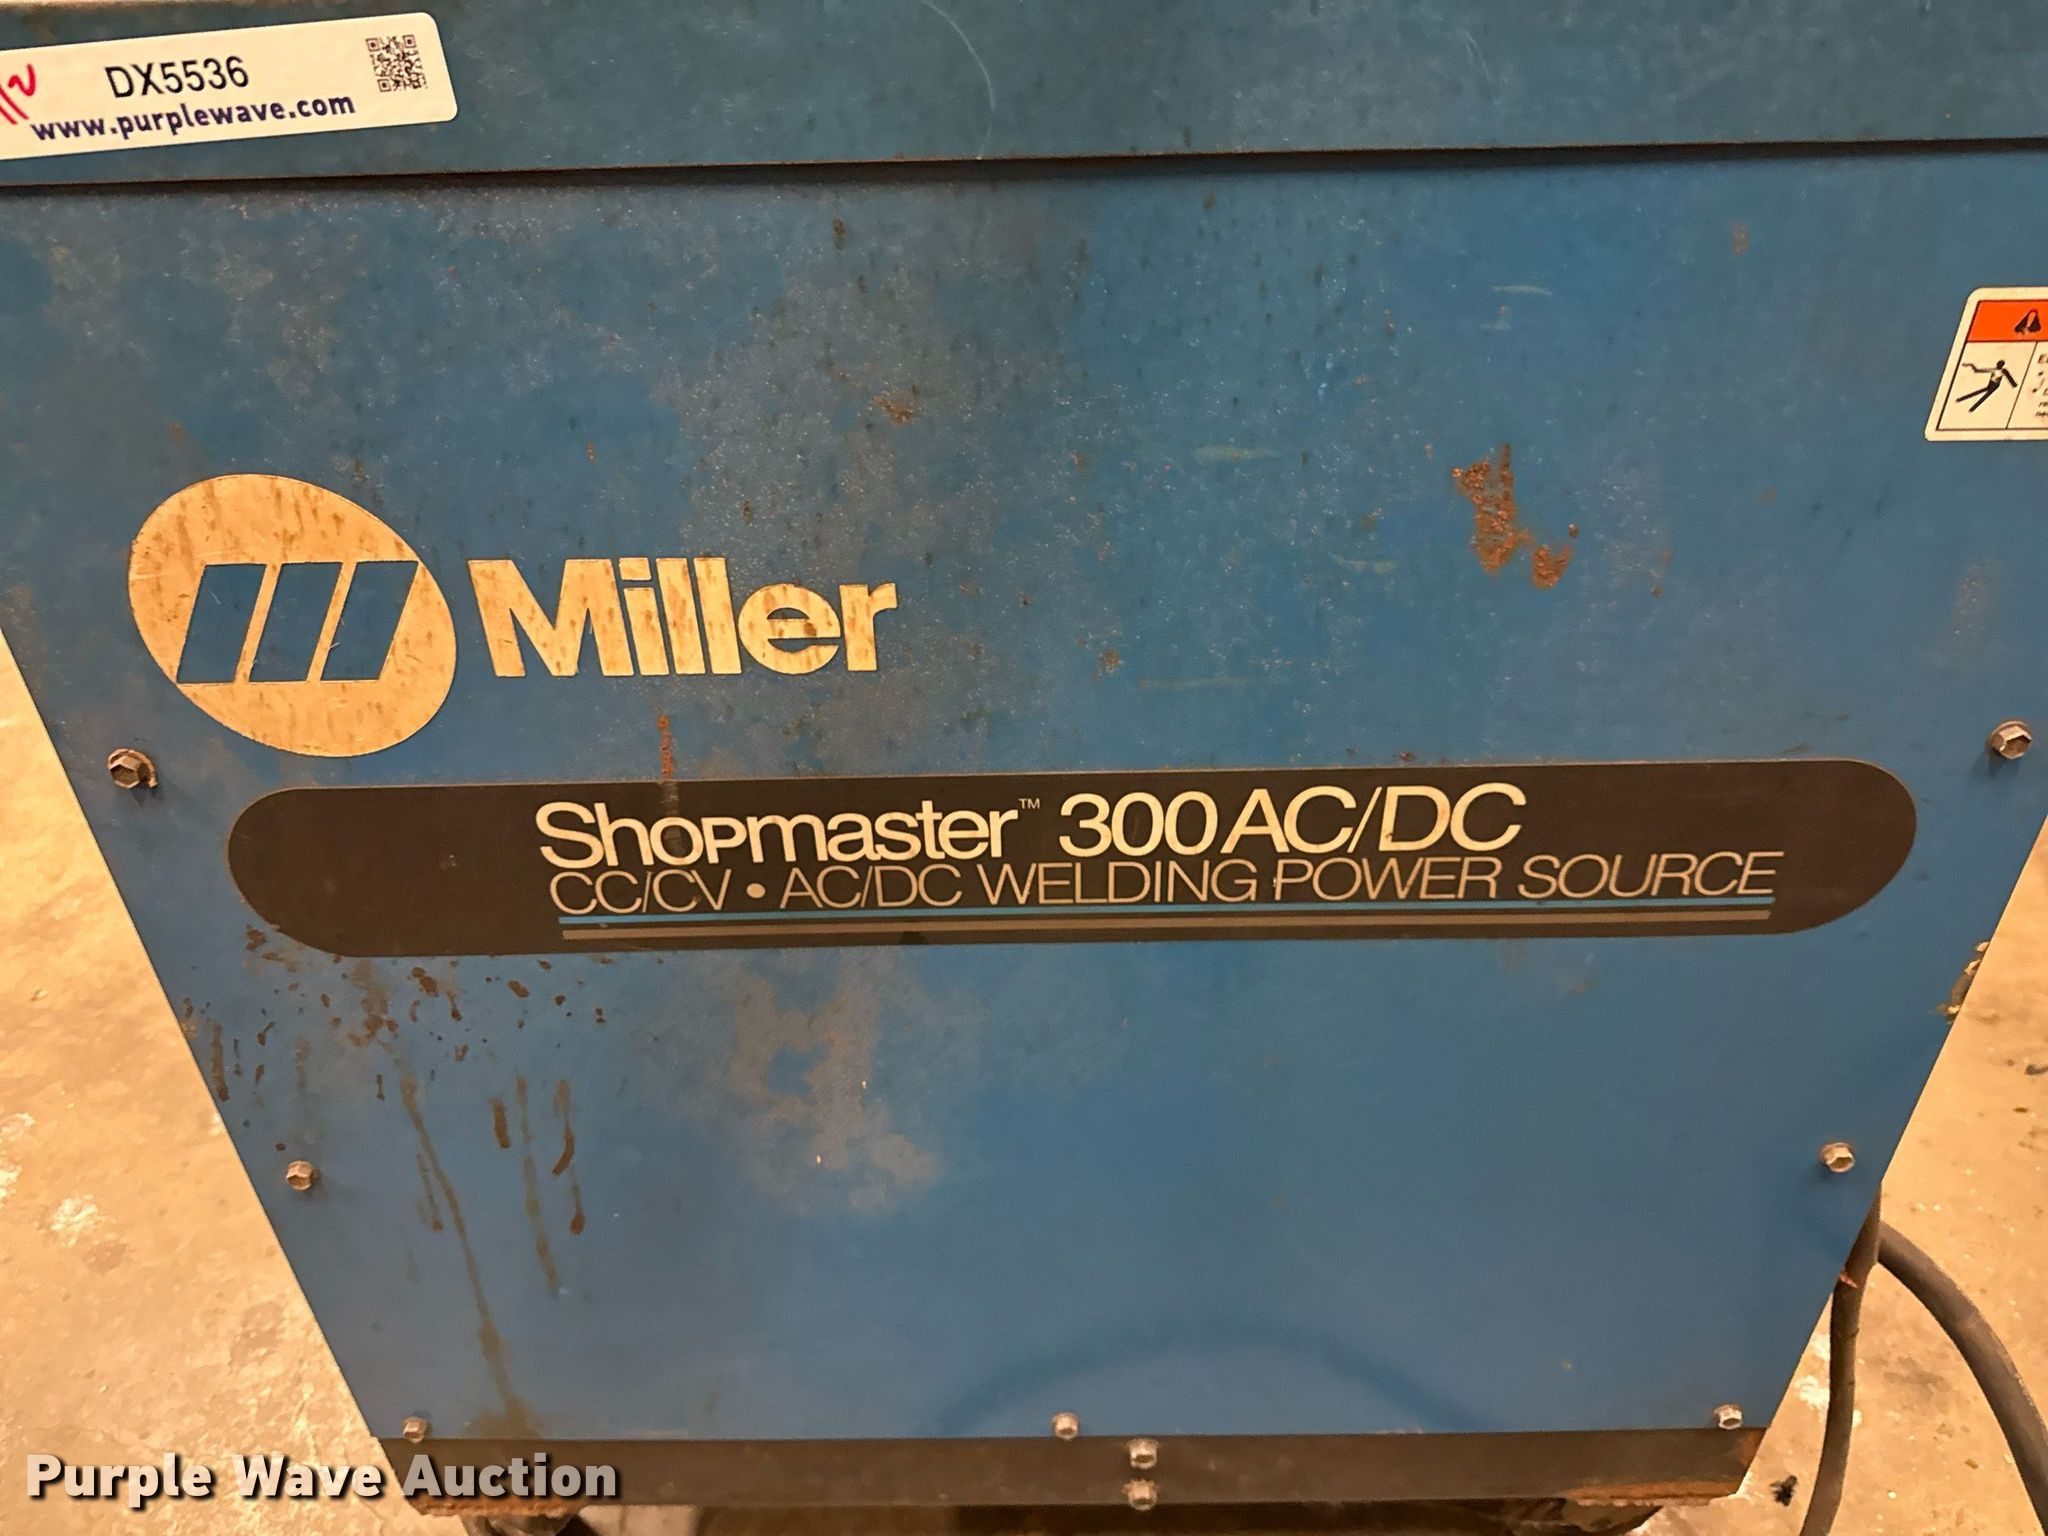 DX5536
www.purplewave.com
Miller
Shopmaster™ 300 AC/DC
CC/CV • AC/DC WELDING POWER SOURCE
Purple Wave Auction